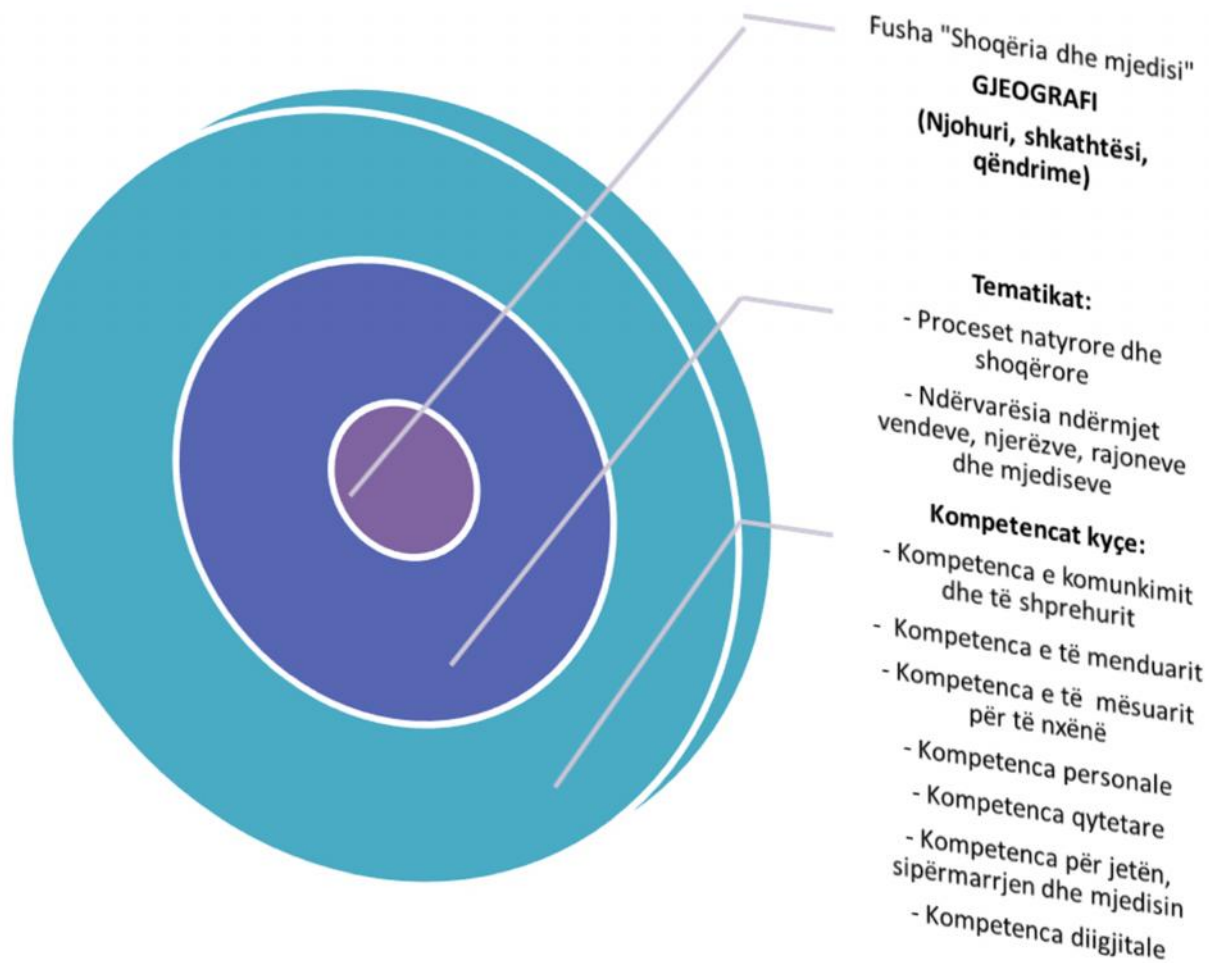 Fusha "Shoqëria dhe mjedisi"
GJEOGRAFI
(Njohuri, shkathtësi,
qëndrime)
Tematikat:
- Proceset natyrore dhe
shoqërore
- Ndërvarësia ndërmjet
vendeve, njerëzve, rajoneve
dhe mjediseve
Kompetencat kyçe:
- Kompetenca e komunkimit
dhe të shprehurit
- Kompetenca e të menduarit
- Kompetenca e të mësuarit
për të nxënë
- Kompetenca personale
- Kompetenca qytetare
- Kompetenca për jetën,
sipërmarrjen dhe mjedisin
- Kompetenca diigjitale